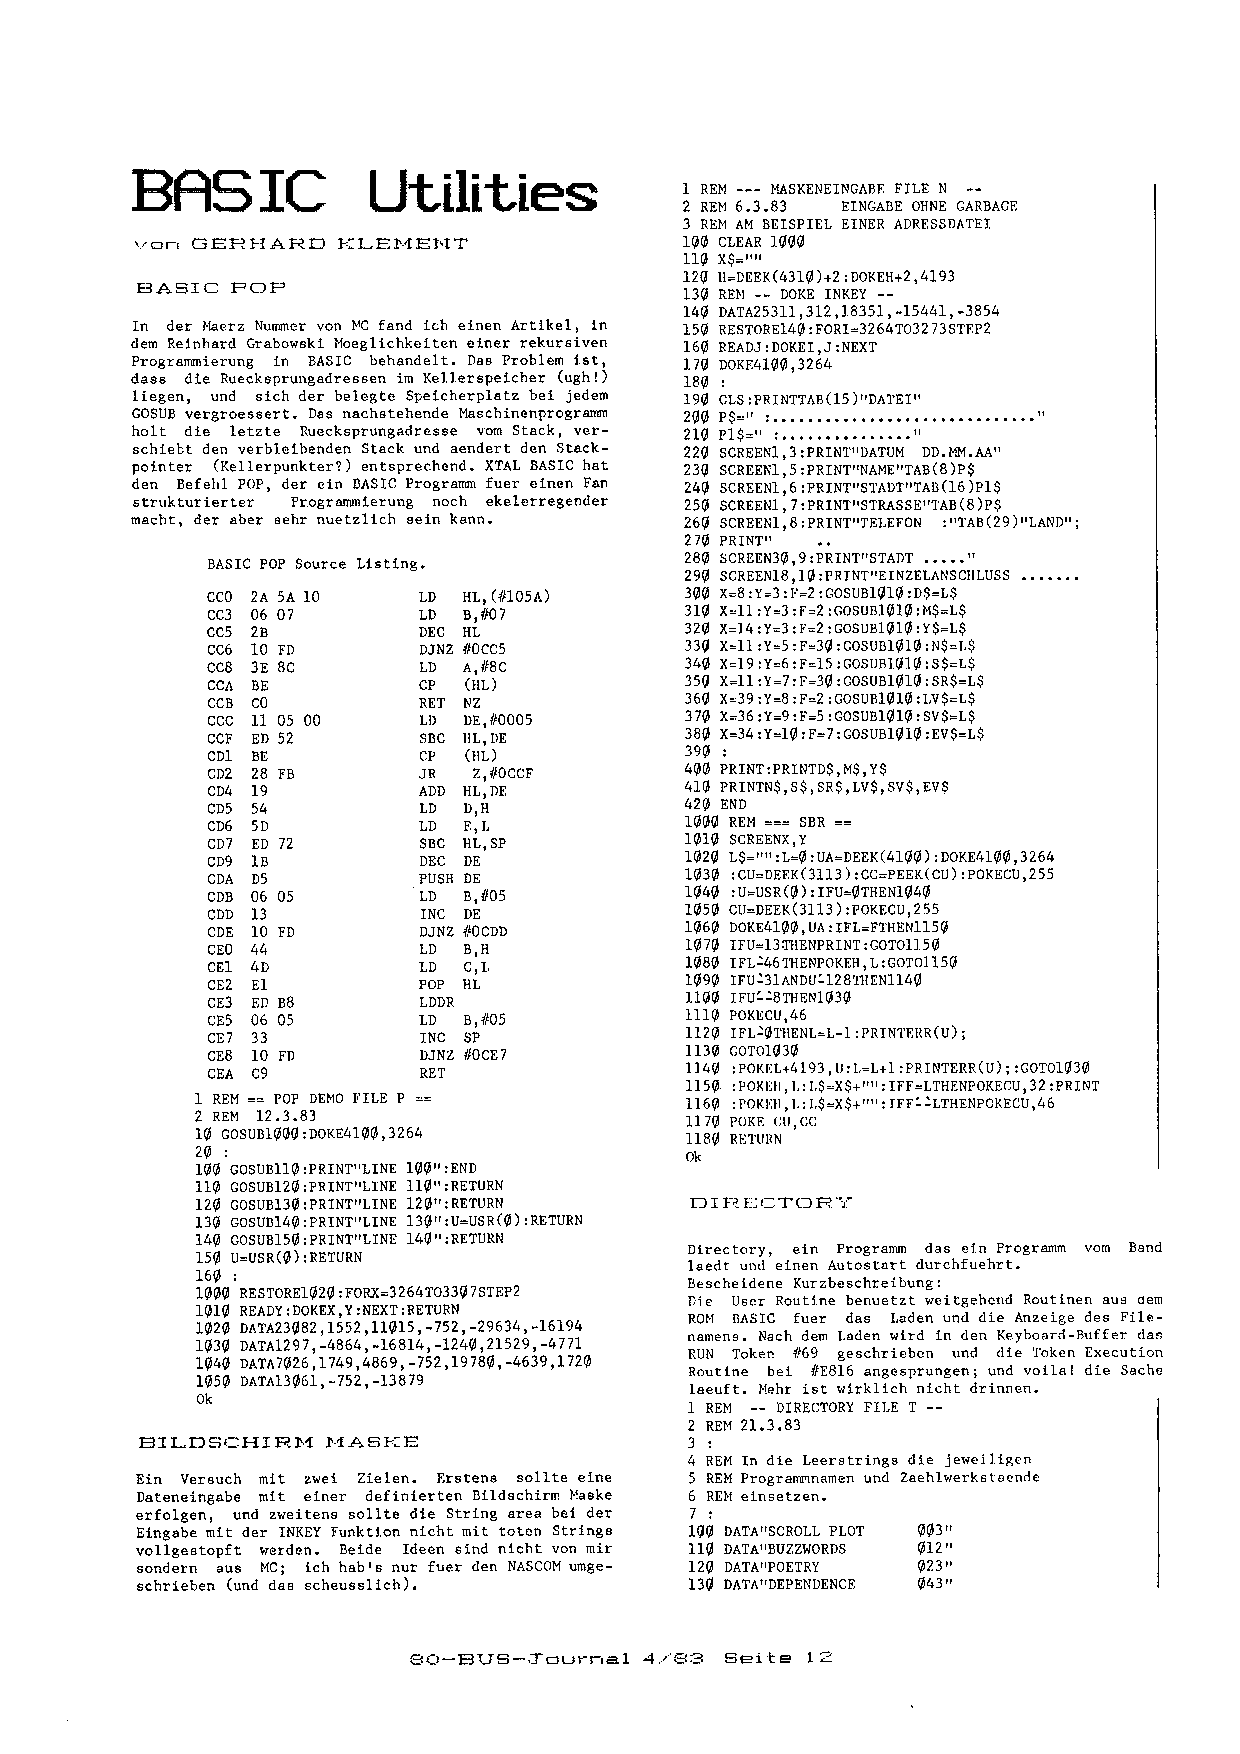 BASIC Utilities
von GERHARD KLEMENT
BASIC POP
In der Maerz Nummer von MC fand ich einen Artikel, in
dem Reinhard Grabowski Moeglichkeiten einer rekursiven
Programmierung in BASIC behandelt. Das Problem ist,
dass die Ruecksprungadressen im Kellerspeicher (ugh!)
liegen, und sich der belegte Speicherplatz bei jedem
GOSUB vergroessert. Das nachstehende Maschinenprogramm
holt die letzte Ruecksprungadresse vom Stack, ver-
schiebt den verbleibenden Stack und aendert den Stack-
pointer (Kellerpunkter?) entsprechend. XTAL BASIC hat
den Befehl POP, der ein BASIC Programm fuer einen Fan
strukturierter Programmierung noch ekelerregender
macht, der aber sehr nuetzlich sein kann.
BASIC POP Source Listing.
CC0 2A 5A 10 LD HL,(#105A)
CC3 06 07 LD B,#07
CC5 2B DEC HL
CC6 10 FD DJNZ #0CC5
CC8 3E 8C LD A,#8C
CCA BE CP (HL)
CCB C0 RET NZ
CCC 11 05 00 LD DE,#0005
CCF ED 52 SBC HL,DE
CD1 BE CP (HL)
CD2 28 FB JR Z,#0CCF
CD4 19 ADD HL,DE
CD5 54 LD D,H
CD6 5D LD E,L
CD7 ED 72 SBC HL,SP
CD9 1B DEC DE
CDA D5 PUSH DE
CDB 06 05 LD B,#05
CDD 13 INC DE
CDE 10 FD DJNZ #0CDD
CE0 44 LD B,H
CE1 4D LD C,L
CE2 E1 POP HL
CE3 ED B8 LDDR
CE5 06 05 LD B,#05
CE7 33 INC SP
CE8 10 FD DJNZ #0CE7
CEA C9 RET
1 REM == POP DEMO FILE P ==
2 REM 12.3.83
10 GOSUB1000:DOKE4100,3264
20 :
100 GOSUB110:PRINT"LINE 100":END
110 GOSUB120:PRINT"LINE 110":RETURN
120 GOSUB130:PRINT"LINE 120":RETURN
130 GOSUB140:PRINT"LINE 130":U=USR(0):RETURN
140 GOSUB150:PRINT"LINE 140":RETURN
150 U=USR(0):RETURN
160 :
1000 RESTORE1020:FORX=3264TO3307STEP2
1010 READY:DOKEX,Y:NEXT:RETURN
1020 DATA23082,1552,11015,-752,-29634,-16194
1030 DATA1297,-4864,-16814,-1240,21529,-4771
1040 DATA7026,1749,4869,-752,19780,-4639,1720
1050 DATA13061,-752,-13879
Ok
BILDSCHIRM MASKE
Ein Versuch mit zwei Zielen. Erstens sollte eine
Dateneingabe mit einer definierten Bildschirm Maske
erfolgen, und zweitens sollte die String area bei der
Eingabe mit der INKEY Funktion nicht mit toten Strings
vollgestopft werden. Beide Ideen sind nicht von mir
sondern aus MC; ich hab's nur fuer den NASCOM umge-
schrieben (und das scheusslich).
1 REM --- MASKENEINGABE FILE N --
2 REM 6.3.83 EINGABE OHNE GARBAGE
3 REM AM BEISPIEL EINER ADRESSDATEI
100 CLEAR 1000
110 X$=""
120 H=DEEK(4310)+2:DOKEH+2,4193
130 REM -- DOKE INKEY --
140 DATA25311,312,18351,-15441,-3854
150 RESTORE140:FORI=3264TO3273STEP2
160 READJ:DOKEI,J:NEXT
170 DOKE4100,3264
180 :
190 CLS:PRINTTAB(15)"DATEI"
200 P$=" :............................."
210 P1$=" :..............."
220 SCREEN1,3:PRINT"DATUM DD.MM.AA"
230 SCREEN1,5:PRINT"NAME"TAB(8)P$
240 SCREEN1,6:PRINT"STADT"TAB(16)P1$
250 SCREEN1,7:PRINT"STRASSE"TAB(8)P$
260 SCREEN1,8:PRINT"TELEFON :"TAB(29)"LAND";
270 PRINT" ..
280 SCREEN30,9:PRINT"STADT ....."
290 SCREEN18,10:PRINT"EINZELANSCHLUSS .......
300 X=8:Y=3:F=2:GOSUB1010:D$=L$
310 X=11:Y=3:F=2:GOSUB1010:M$=L$
320 X=14:Y=3:F=2:GOSUB1010:Y$=L$
330 X=11:Y=5:F=30:GOSUB1010:N$=L$
340 X=19:Y=6:F=15:GOSUB1010:S$=L$
350 X=11:Y=7:F=30:GOSUB1010:SR$=L$
360 X=39:Y=8:F=2:GOSUB1010:LV$=L$
370 X=36:Y=9:F=5:GOSUB1010:SV$=L$
380 X=34:Y=10:F=7:GOSUB1010:EV$=L$
390 :
400 PRINT:PRINTD$,M$,Y$
410 PRINTN$,S$,SR$,LV$,SV$,EV$
420 END
1000 REM === SBR ==
1010 SCREENX,Y
1020 L$="":L=0:UA=DEEK(4100):DOKE4100,3264
1030 :CU=DEEK(3113):CC=PEEK(CU):POKECU,255
1040 :U=USR(0):IFU=0THEN1040
1050 CU=DEEK(3113):POKECU,255
1060 DOKE4100,UA:IFL=FTHEN1150
1070 IFU=13THENPRINT:GOTO1150
1080 IFL-46THENPOKEH,L:GOTO1150
1090 IFU-31ANDU-128THEN1140
1100 IFU--8THEN1030
1110 POKECU,46
1120 IFL-0THENL=L-1:PRINTERR(U);
1130 GOTO1030
1140 :POKEL+4193,U:L=L+1:PRINTERR(U);:GOTO1030
1150 :POKEH,L:L$=X$+"":IFF=LTHENPOKECU,32:PRINT
1160 :POKEH,L:L$=X$+"":IFF--LTHENPOKECU,46
1170 POKE CU,CC
1180 RETURN
Ok
DIRECTORY
Directory, ein Programm das ein Programm vom Band
laedt und einen Autostart durchfuehrt.
Bescheidene Kurzbeschreibung:
Die User Routine benuetzt weitgehend Routinen aus dem
ROM BASIC fuer das Laden und die Anzeige des File-
namens. Nach dem Laden wird in den Keyboard-Buffer das
RUN Token #69 geschrieben und die Token Execution
Routine bei #E816 angesprungen; und voila! die Sache
laeuft. Mehr ist wirklich nicht drinnen.
1 REM -- DIRECTORY FILE T --
2 REM 21.3.83
3 :
4 REM In die Leerstrings die jeweiligen
5 REM Programmnamen und Zaehlwerkstaende
6 REM einsetzen.
7 :
100 DATA"SCROLL PLOT 003"
110 DATA"BUZZWORDS 012"
120 DATA"POETRY 023"
130 DATA"DEPENDENCE 043"
80-BUS-Journal 4/83 Seite 12